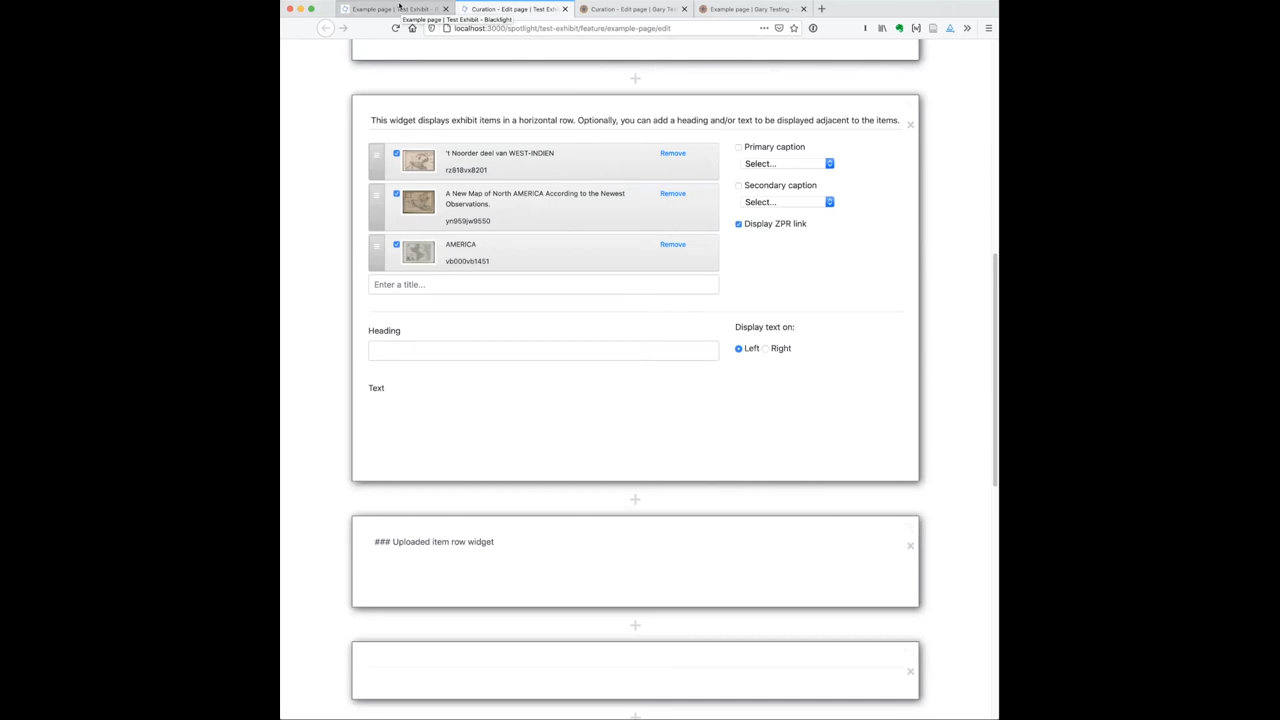 Example page | Test Exhibit - B
Curation - Edit page | Test Exh
Curation - Edit page | Gary Tes
Example page | Gary Testing -
Example page | Test Exhibit - Blacklight
localhost:3000/spotlight/test-exhibit/feature/example-page/edit
This widget displays exhibit items in a horizontal row. Optionally, you can add a heading and/or text to be displayed adjacent to the items.
't Noorder deel van WEST-INDIEN
Remove
rz818vx8201
A New Map of North AMERICA According to the Newest
Observations.
Remove
yn959jw9550
AMERICA
Remove
vb000vb1451
Enter a title...
Primary caption
Select...
Secondary caption
Select...
Display ZPR link
Heading
Display text on:
Left Right
Text
### Uploaded item row widget